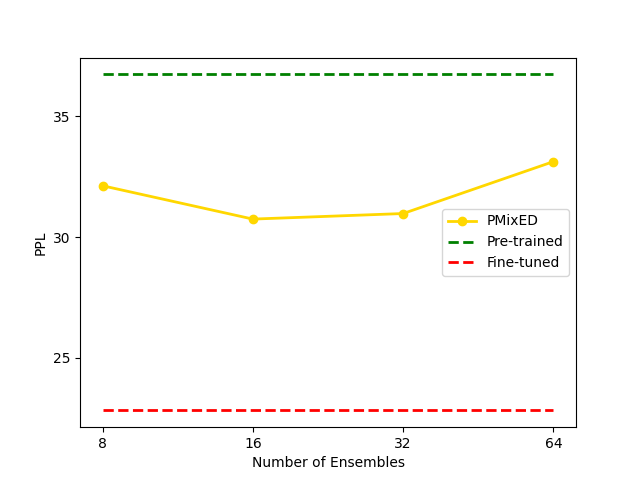 35
30
25
PPL
8 16 32 64
Number of Ensembles
PMixED
Pre-trained
Fine-tuned